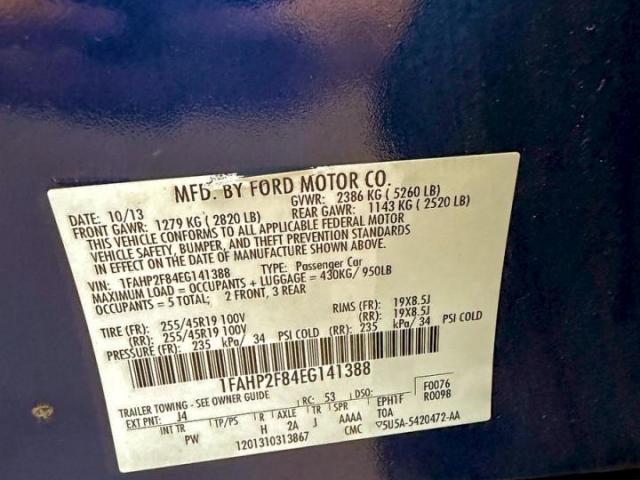 MFD. BY FORD MOTOR CO.
DATE: 10/13 GVWR: 2386 KG ( 5260 LB)
FRONT GAWR: 1279 KG ( 2820 LB) REAR GAWR: 1143 KG ( 2520 LB)
THIS VEHICLE CONFORMS TO ALL APPLICABLE FEDERAL MOTOR
VEHICLE SAFETY, BUMPER, AND THEFT PREVENTION STANDARDS
IN EFFECT ON THE DATE OF MANUFACTURE SHOWN ABOVE.
VIN: 1FAHP2F84EG141388 TYPE: Passenger Car
MAXIMUM LOAD = OCCUPANTS + LUGGAGE = 430KG/ 950LB
OCCUPANTS = 5 TOTAL; 2 FRONT, 3 REAR
TIRE (FR): 255/45R19 100V RIMS (FR): 19X8.5J
(RR): 255/45R19 100V (RR): 19X8.5J
PRESSURE (FR): 235 kPa/ 34 PSI COLD (RR): 235 kPa/ 34 PSI COLD
1FAHP2F84EG141388
TRAILER TOWING - SEE OWNER GUIDE RC: 53 DSO: F0076
EXT PNT: J4 EPH1F R0098
INT TR TP/PS R AXLE TR SPR TOA
PW H 2A J AAAA CMC 5U5A-5420472-AA
1201310313867